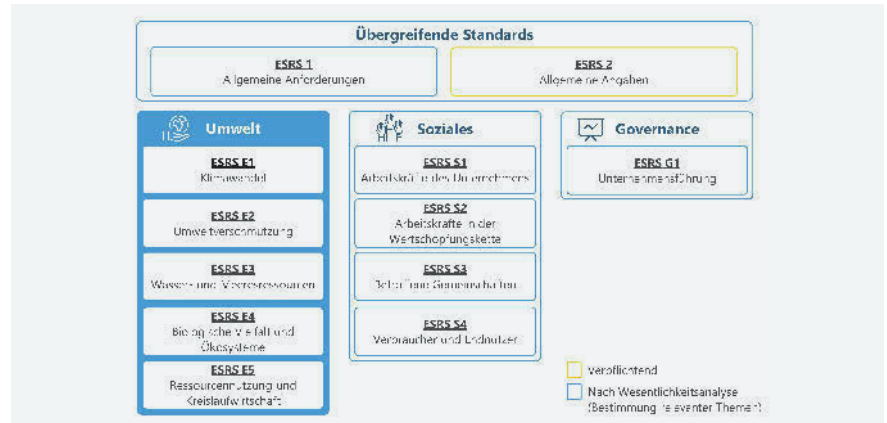 Übergreifende Standards
ESRS 1
Allgemeine Anforderungen
ESRS 2
Allgemeine Angaben
Umwelt
ESRS E1
Klimawandel
ESRS E2
Umweltverschmutzung
ESRS E3
Wasser- und Meeresressourcen
ESRS E4
Biologische Vielfalt und
Ökosysteme
ESRS E5
Ressourcennutzung und
Kreislaufwirtschaft
Soziales
ESRS S1
Arbeitskräfte des Unternehmens
ESRS S2
Arbeitskräfte in der
Wertschöpfungskette
ESRS S3
Betroffene Gemeinschaften
ESRS S4
Verbraucher und Endnutzer
Governance
ESRS G1
Unternehmensführung
Verpflichtend
Nach Wesentlichkeitsanalyse
(Bestimmung relevanter Themen)